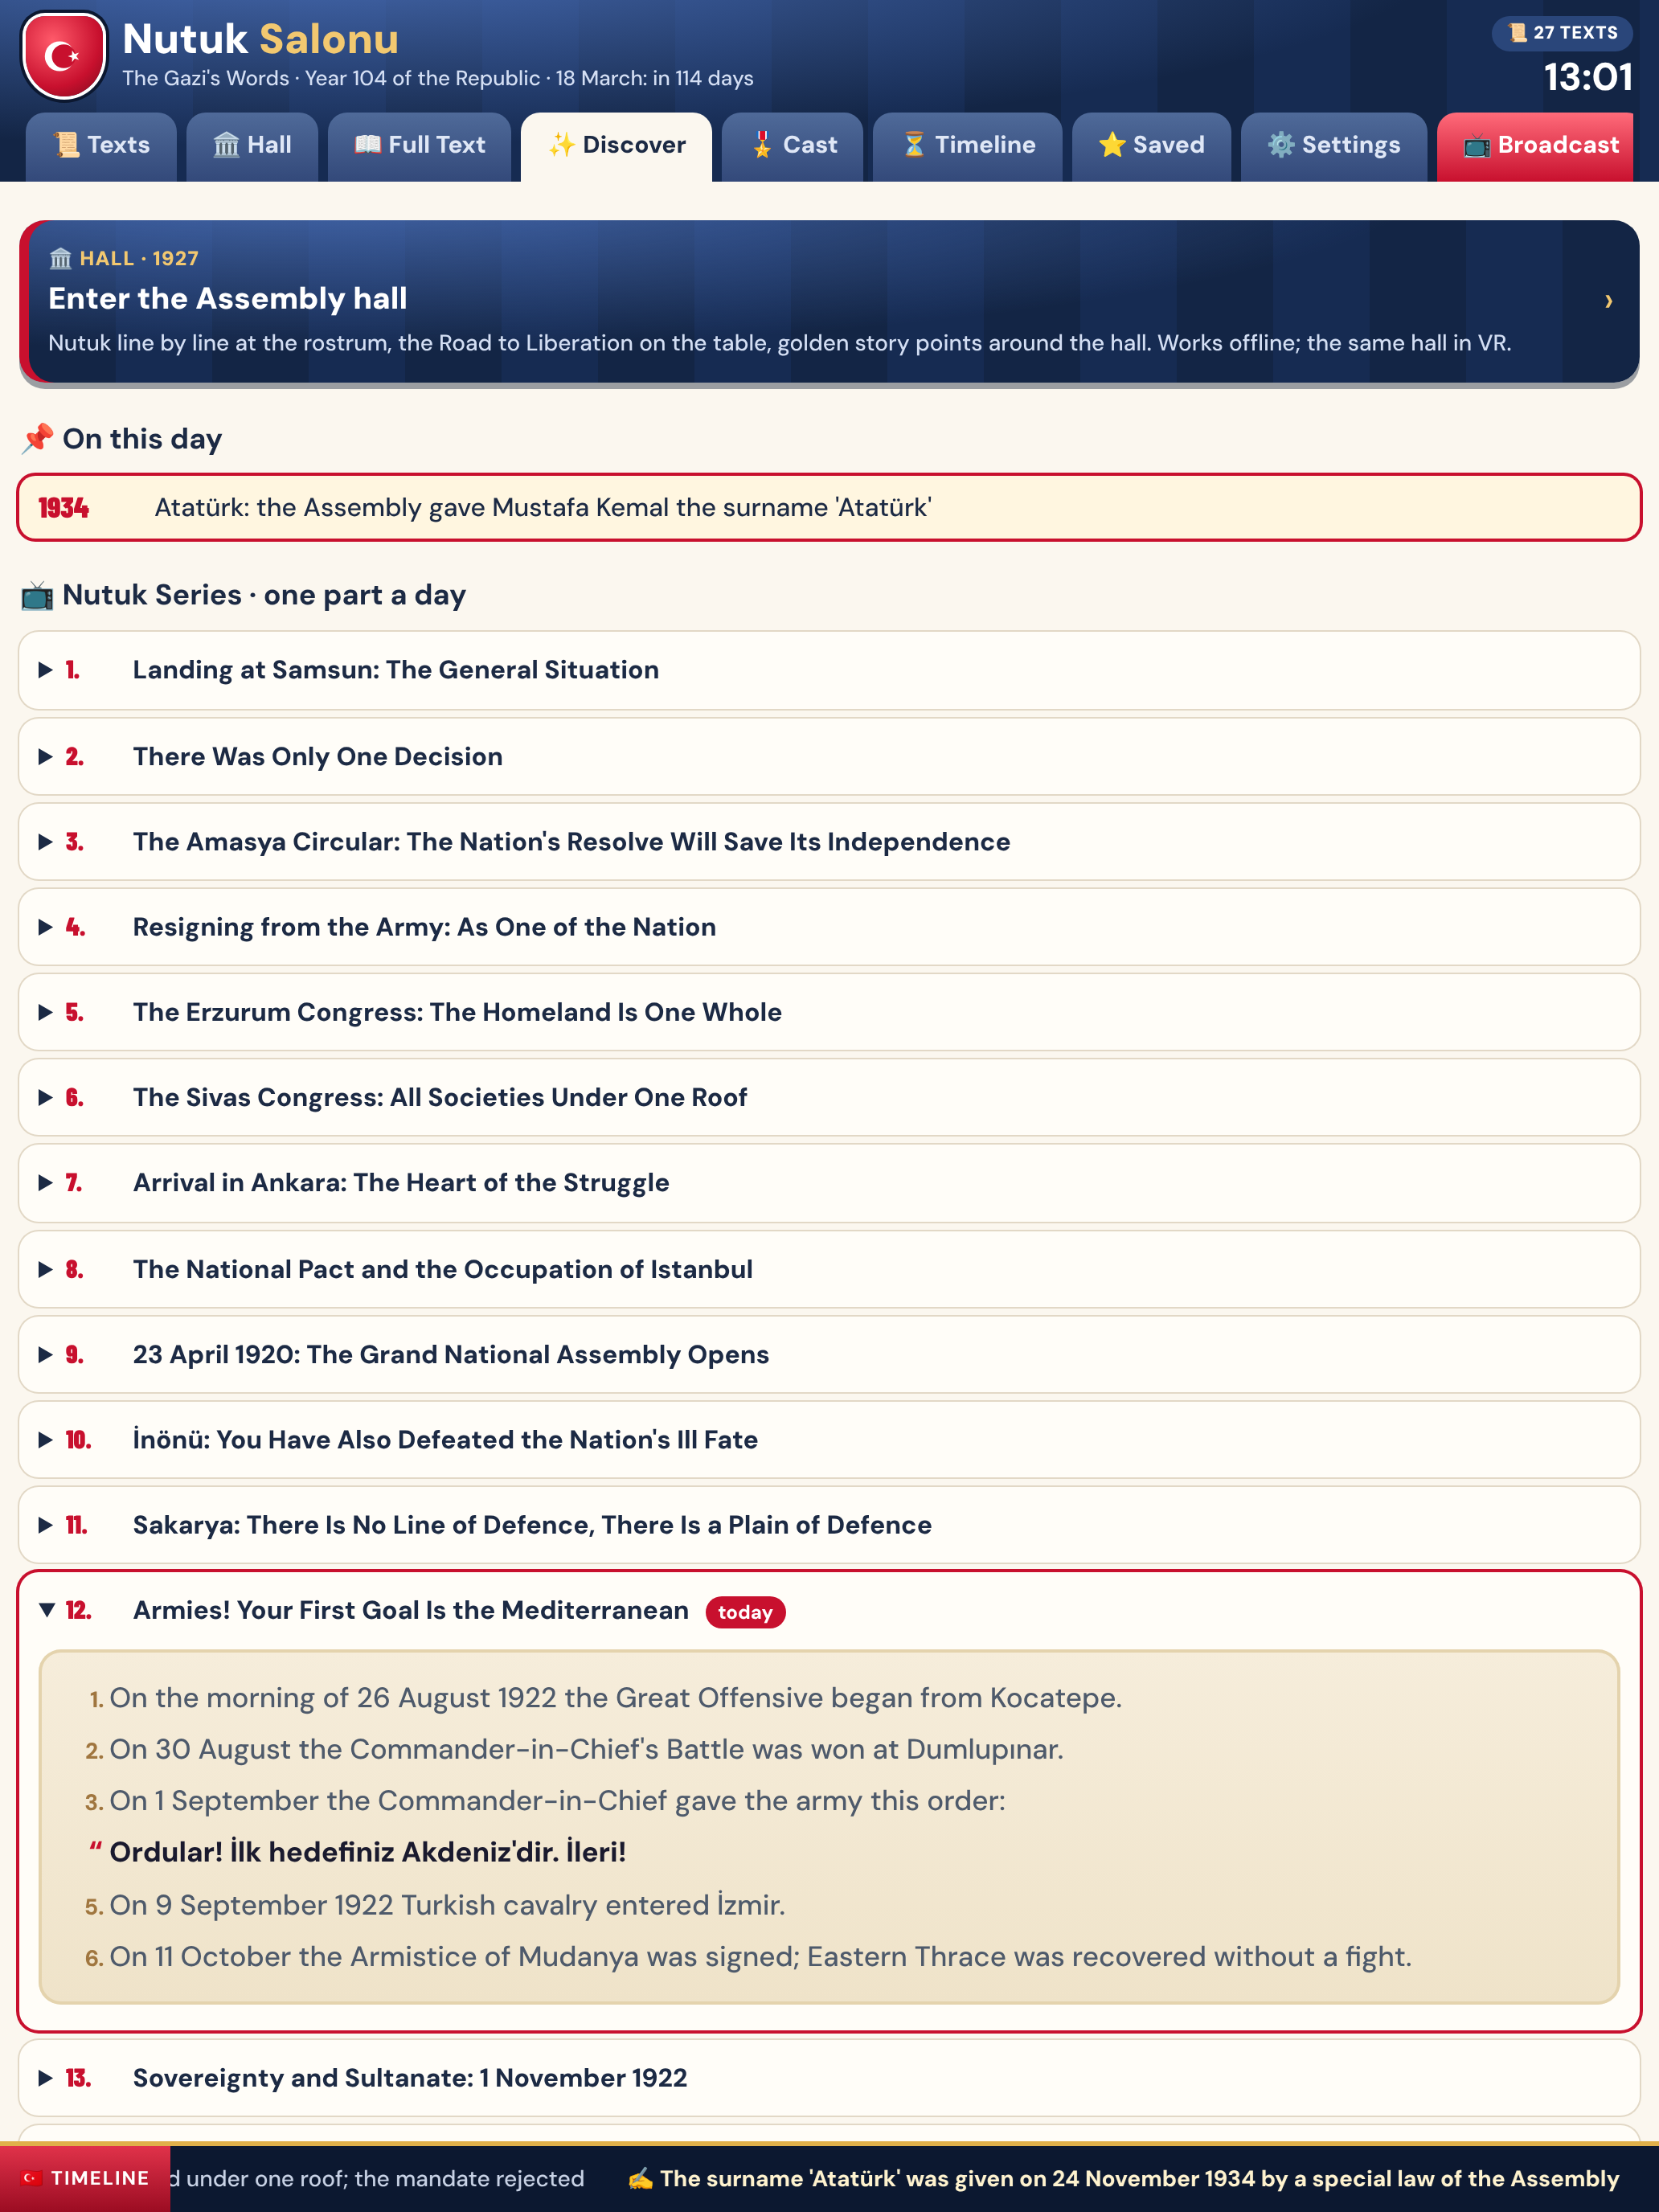 Nutuk Salonu
The Gazi's Words · Year 104 of the Republic · 18 March: in 114 days
📜 27 TEXTS
13:01
📜 Texts
🏛️ Hall
📖 Full Text
✨ Discover
🎖️ Cast
⏳ Timeline
⭐ Saved
⚙️ Settings
📺 Broadcast
🏛️ HALL · 1927
Enter the Assembly hall
Nutuk line by line at the rostrum, the Road to Liberation on the table, golden story points around the hall. Works offline; the same hall in VR.
›
📌 On this day
1934 Atatürk: the Assembly gave Mustafa Kemal the surname 'Atatürk'
📺 Nutuk Series · one part a day
▶ 1. Landing at Samsun: The General Situation
▶ 2. There Was Only One Decision
▶ 3. The Amasya Circular: The Nation's Resolve Will Save Its Independence
▶ 4. Resigning from the Army: As One of the Nation
▶ 5. The Erzurum Congress: The Homeland Is One Whole
▶ 6. The Sivas Congress: All Societies Under One Roof
▶ 7. Arrival in Ankara: The Heart of the Struggle
▶ 8. The National Pact and the Occupation of Istanbul
▶ 9. 23 April 1920: The Grand National Assembly Opens
▶ 10. İnönü: You Have Also Defeated the Nation's Ill Fate
▶ 11. Sakarya: There Is No Line of Defence, There Is a Plain of Defence
▼ 12. Armies! Your First Goal Is the Mediterranean today
1. On the morning of 26 August 1922 the Great Offensive began from Kocatepe.
2. On 30 August the Commander-in-Chief's Battle was won at Dumlupınar.
3. On 1 September the Commander-in-Chief gave the army this order:
“ Ordular! İlk hedefiniz Akdeniz'dir. İleri!
5. On 9 September 1922 Turkish cavalry entered İzmir.
6. On 11 October the Armistice of Mudanya was signed; Eastern Thrace was recovered without a fight.
▶ 13. Sovereignty and Sultanate: 1 November 1922
🇹🇷 TIMELINE
d under one roof; the mandate rejected ✍️ The surname 'Atatürk' was given on 24 November 1934 by a special law of the Assembly